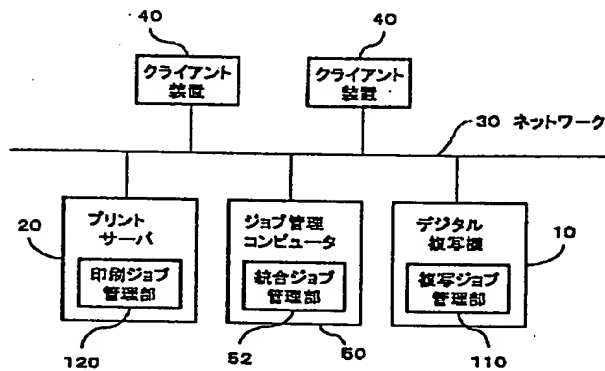 40
40
クライアント
装置
クライアント
装置
30 ネットワーク
プリント
サーバ
印刷ジョブ
管理部
20
120
ジョブ管理
コンピュータ
統合ジョブ
管理部
52
50
デジタル
複写機
複写ジョブ
管理部
10
110